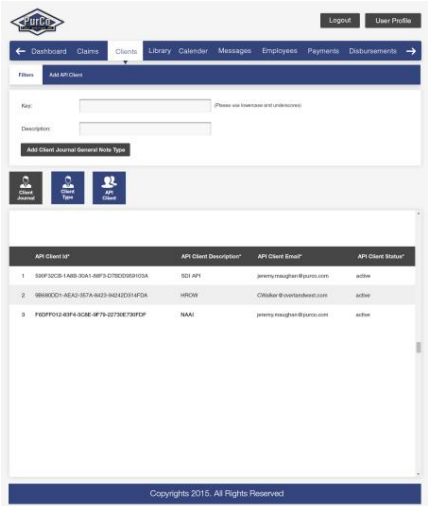 PurCo
Logout User Profile
Dashboard Claims Clients Library Calender Messages Employees Payments Disbursements
Filters Add API Client
Key: (Please use lowercase and underscores)
Description:
Add Client Journal General Note Type
Client Journal
Client Type
API Client
API Client Id* API Client Description* API Client Email* API Client Status*
1 SDI API jeremy.maughan@purco.com active
2 HROW CWalker@overlandwest.com active
3 NAAI jeremy.maughan@purco.com active
Copyrights 2015. All Rights Reserved